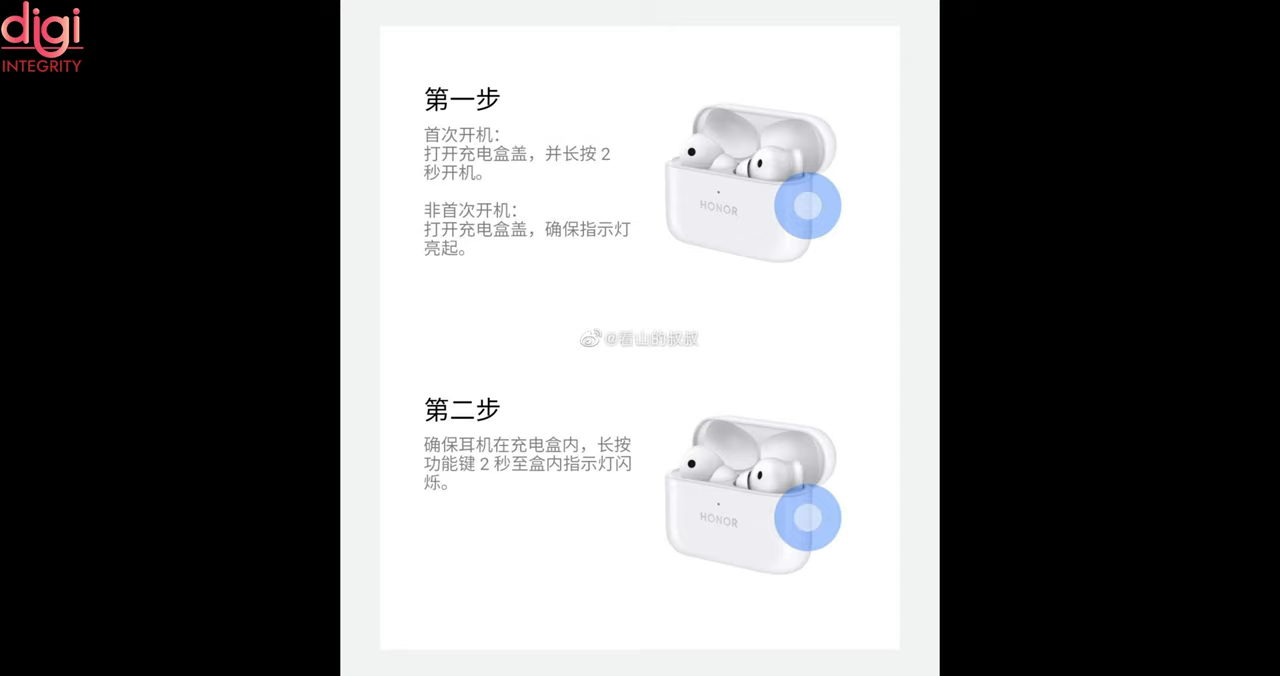 digi
INTEGRITY
第一步
首次开机：
打开充电盒盖，并长按 2
秒开机。
非首次开机：
打开充电盒盖，确保指示灯
亮起。
HONOR
@看山的叔叔
第二步
确保耳机在充电盒内，长按
功能键 2 秒至盒内指示灯闪
烁。
HONOR